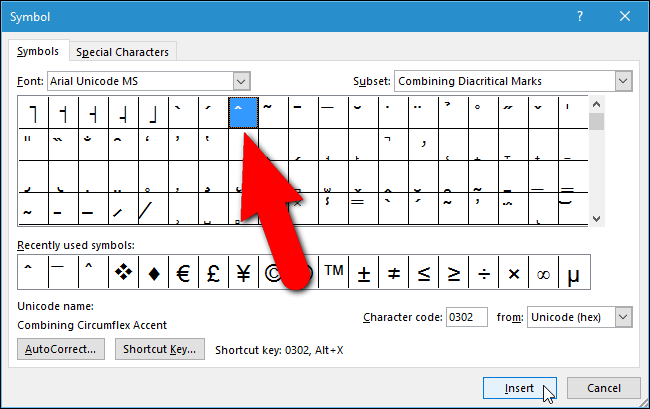 Symbol ? ×
Symbols Special Characters
Font: Arial Unicode MS Subset: Combining Diacritical Marks
Recently used symbols:
ˆ ¯ ˆ ❖ ♦ € £ ¥ © ™ ± ≠ ≤ ≥ ÷ × ∞ µ
Unicode name:
Combining Circumflex Accent
Character code: 0302 from: Unicode (hex)
AutoCorrect... Shortcut Key... Shortcut key: 0302, Alt+X
Insert Cancel